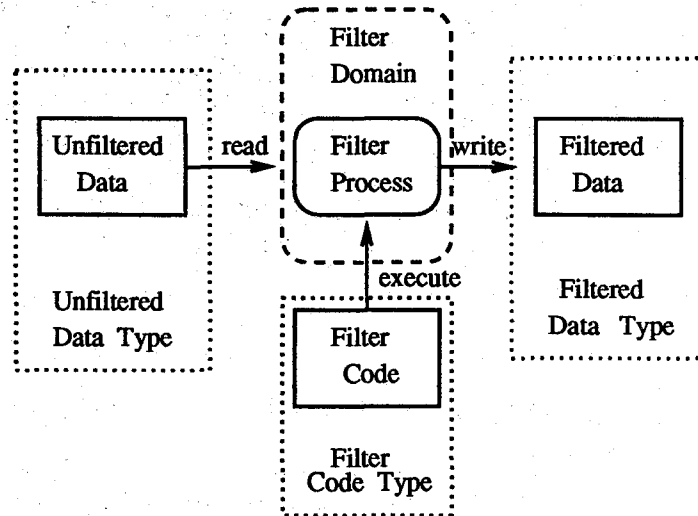 Filter
Domain
Unfiltered
Data
read
Filter
Process
write
Filtered
Data
execute
Unfiltered
Data Type
Filtered
Data Type
Filter
Code
Filter
Code Type